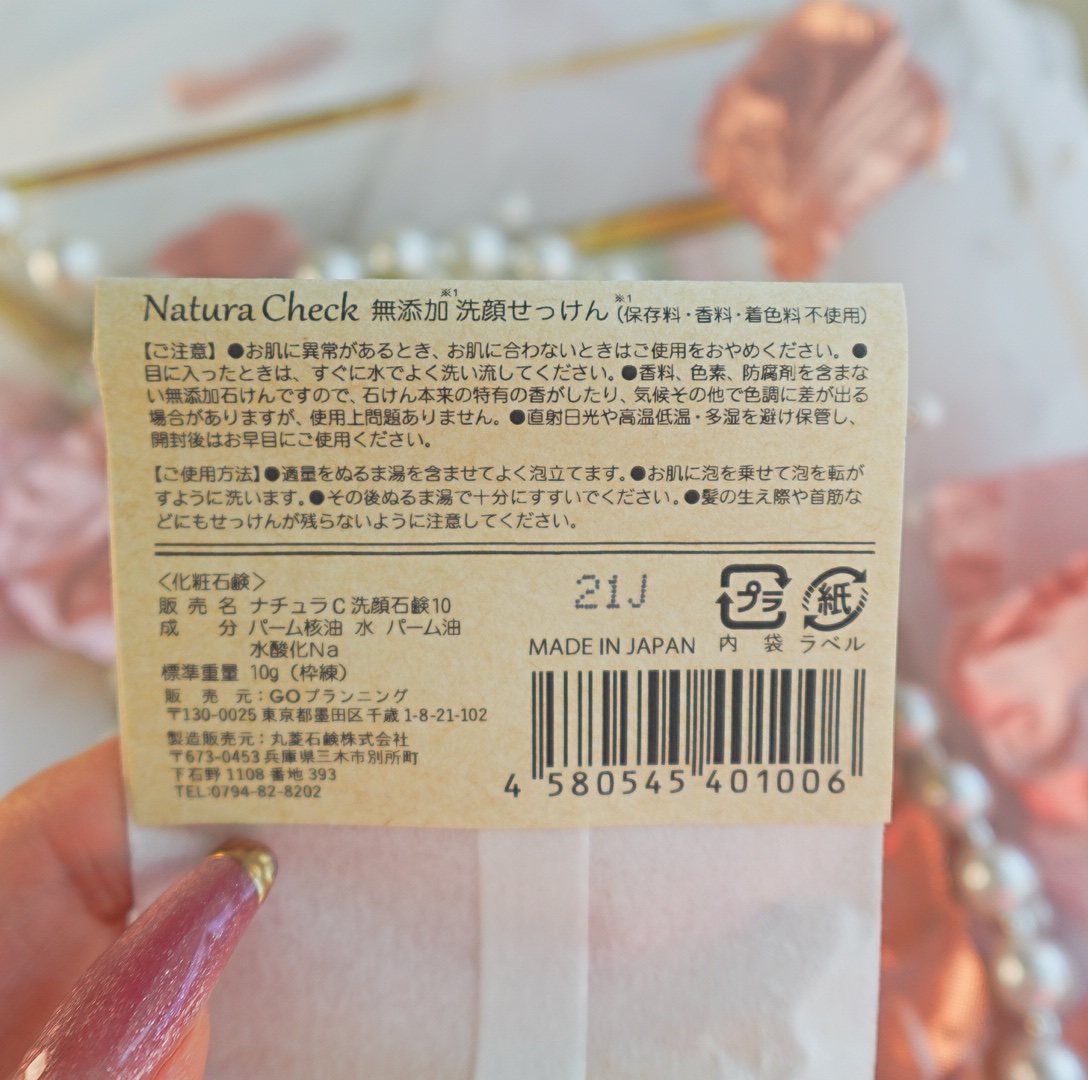 Natura Check 無添加※1洗顔せっけん※1(保存料・香料・着色料不使用)
【ご注意】●お肌に異常があるとき、お肌に合わないときはご使用をおやめください。●
目に入ったときは、すぐに水でよく洗い流してください。●香料、色素、防腐剤を含まな
い無添加石けんですので、石けん本来の特有の香がしたり、気候その他で色調に差が出る
場合がありますが、使用上問題ありません。●直射日光や高温低温・多湿を避け保管し、
開封後はお早目にご使用ください。
【ご使用方法】●適量をぬるま湯を含ませてよく泡立てます。●お肌に泡を乗せて泡を転が
すように洗います。●その後ぬるま湯で十分にすすいでください。●髪の生え際や首筋な
どにもせっけんが残らないように注意してください。
〈化粧石鹸〉
販売名 ナチュラC洗顔石鹸10
成分 パーム核油 水 パーム油
水酸化Na
標準重量 10g（枠練）
販売元：GOプランニング
〒130-0025 東京都墨田区千歳 1-8-21-102
製造販売元：丸菱石鹸株式会社
〒673-0453 兵庫県三木市別所町
下石野 1108 番地 393
TEL:0794-82-8202
21J
プラ 紙
MADE IN JAPAN 内袋 ラベル
4 580545 401006